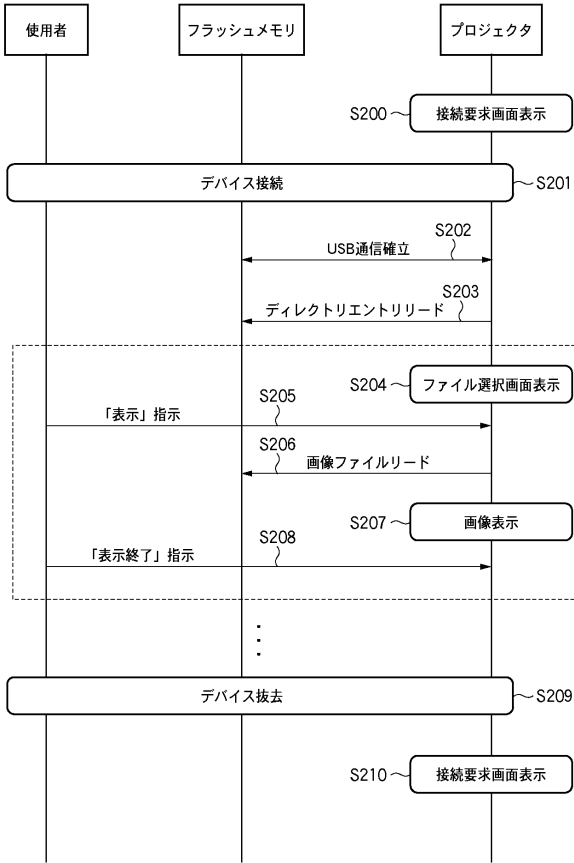 使用者
フラッシュメモリ
プロジェクタ
S200
接続要求画面表示
デバイス接続
S201
S202
USB通信確立
S203
ディレクトリエントリリード
S204
ファイル選択画面表示
S205
「表示」指示
S206
画像ファイルリード
S207
画像表示
S208
「表示終了」指示
デバイス抜去
S209
S210
接続要求画面表示